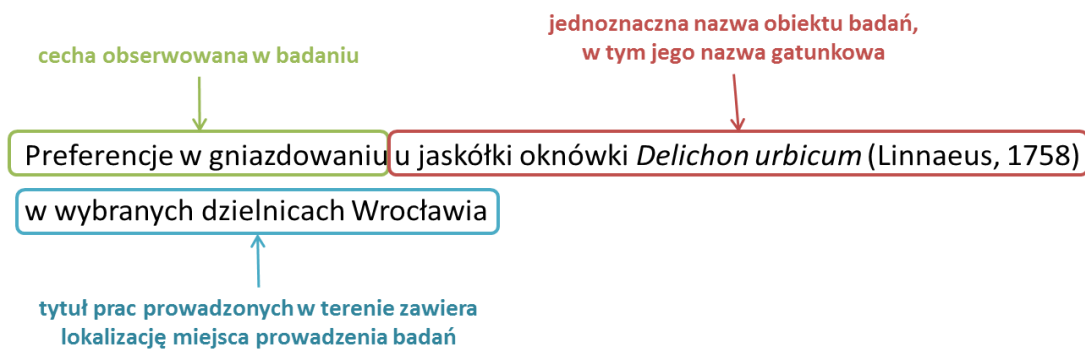 jednoznaczna nazwa obiektu badań,
w tym jego nazwa gatunkowa
cecha obserwowana w badaniu
Preferencje w gniazdowaniu u jaskółki oknówki Delichon urbicum (Linnaeus, 1758)
w wybranych dzielnicach Wrocławia
tytuł prac prowadzonych w terenie zawiera
lokalizację miejsca prowadzenia badań